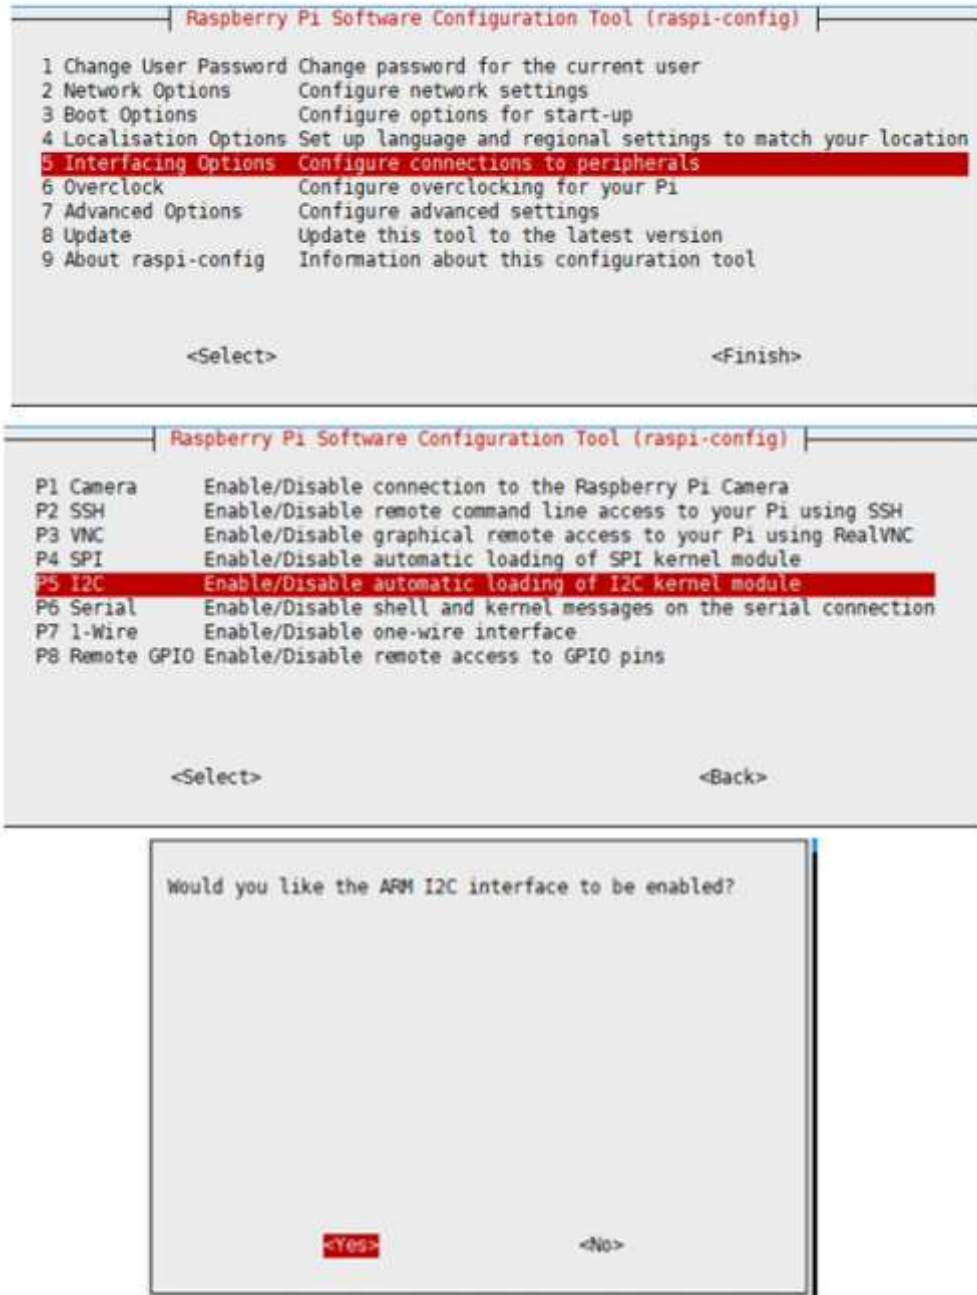 Raspberry Pi Software Configuration Tool (raspi-config)
1 Change User Password Change password for the current user
2 Network Options Configure network settings
3 Boot Options Configure options for start-up
4 Localisation Options Set up language and regional settings to match your location
5 Interfacing Options Configure connections to peripherals
6 Overclock Configure overclocking for your Pi
7 Advanced Options Configure advanced settings
8 Update Update this tool to the latest version
9 About raspi-config Information about this configuration tool
<Select> <Finish>
Raspberry Pi Software Configuration Tool (raspi-config)
P1 Camera Enable/Disable connection to the Raspberry Pi Camera
P2 SSH Enable/Disable remote command line access to your Pi using SSH
P3 VNC Enable/Disable graphical remote access to your Pi using RealVNC
P4 SPI Enable/Disable automatic loading of SPI kernel module
P5 I2C Enable/Disable automatic loading of I2C kernel module
P6 Serial Enable/Disable shell and kernel messages on the serial connection
P7 1-Wire Enable/Disable one-wire interface
P8 Remote GPIO Enable/Disable remote access to GPIO pins
<Select> <Back>
Would you like the ARM I2C interface to be enabled?
<Yes> <No>